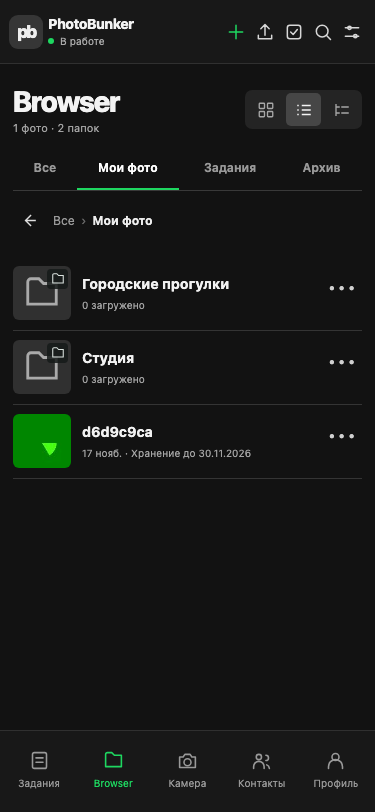 pb
PhotoBunker
В работе
Browser
1 фото · 2 папок
Все
Мои фото
Задания
Архив
Все › Мои фото
Городские прогулки
0 загружено
Студия
0 загружено
d6d9c9ca
17 нояб. · Хранение до 30.11.2026
Задания
Browser
Камера
Контакты
Профиль